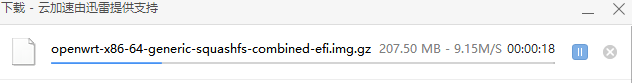 下载 - 云加速由迅雷提供支持
openwrt-x86-64-generic-squashfs-combined-efi.img.gz 207.50 MB - 9.15M/S 00:00:18